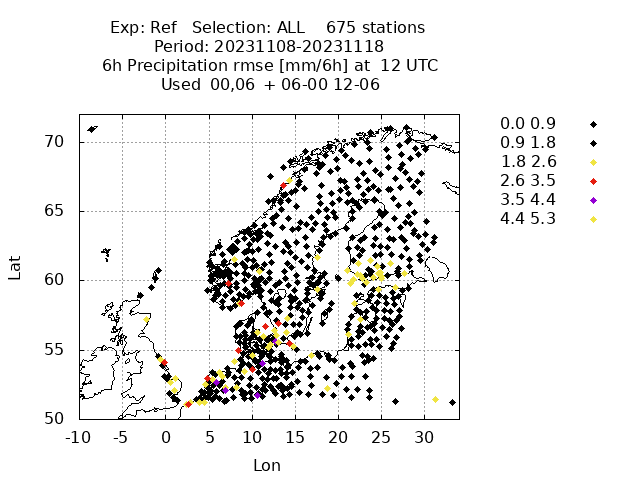 Exp: Ref Selection: ALL 675 stations
Period: 20231108-20231118
6h Precipitation rmse [mm/6h] at 12 UTC
Used 00,06 + 06-00 12-06
0.0 0.9
0.9 1.8
1.8 2.6
2.6 3.5
3.5 4.4
4.4 5.3
Lat
70
65
60
55
50
-10 -5 0 5 10 15 20 25 30
Lon